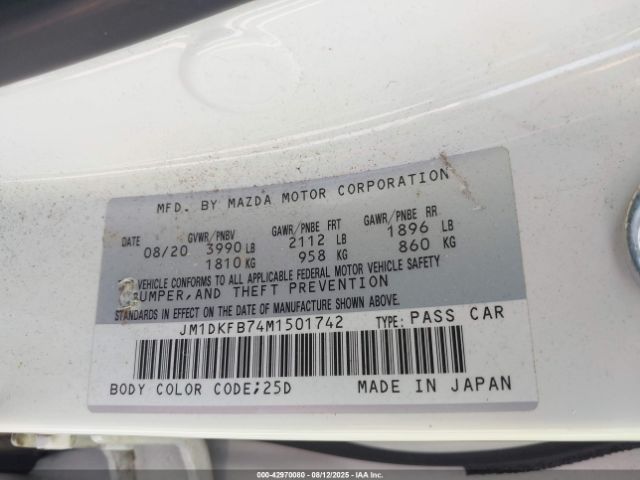 MFD. BY MAZDA MOTOR CORPORATION
DATE GVWR/PNBV GAWR/PNBE FRT GAWR/PNBE RR
08/20 3990 LB 2112 LB 1896 LB
1810 KG 958 KG 860 KG
VEHICLE CONFORMS TO ALL APPLICABLE FEDERAL MOTOR VEHICLE SAFETY
BUMPER, AND THEFT PREVENTION
STANDARDS IN EFFECT ON THE DATE OF MANUFACTURE SHOWN ABOVE.
JM1DKFB74M1501742 TYPE: PASS CAR
BODY COLOR CODE;25D MADE IN JAPAN
000-42970080 - 08/12/2025 - IAAI.COM